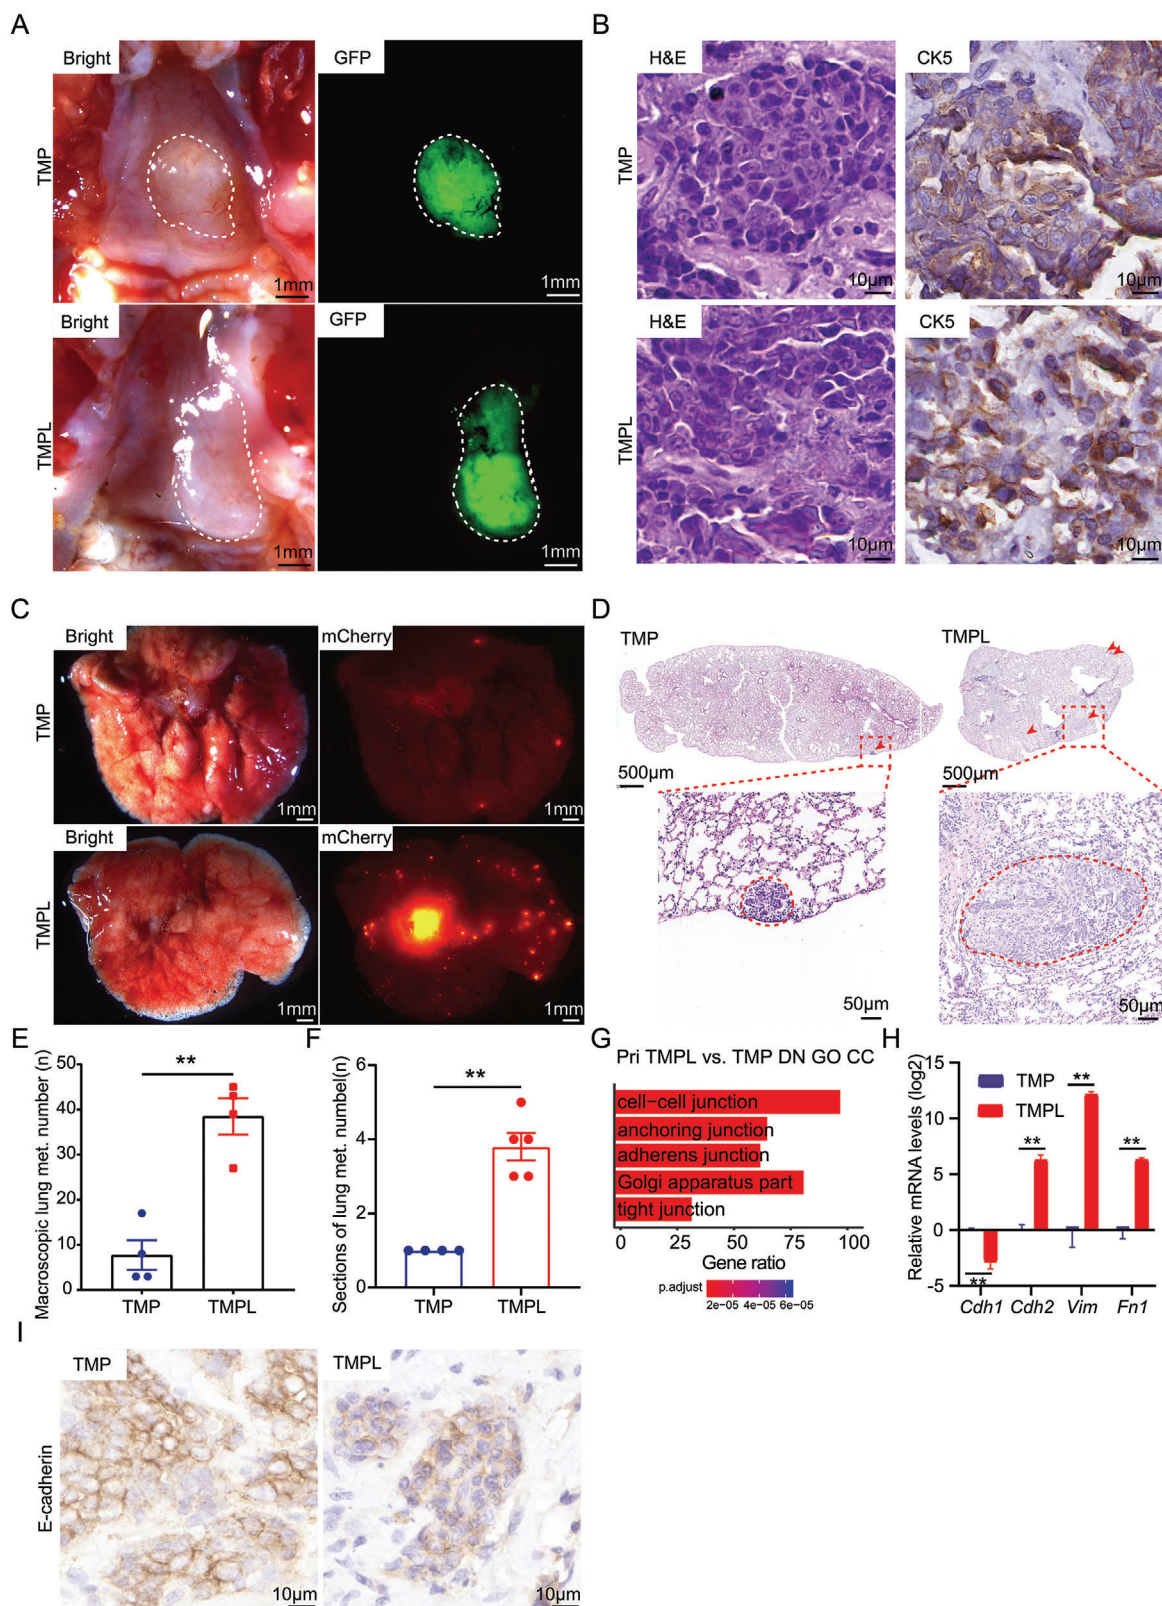 A
Bright
GFP
TMP
1mm
1mm
Bright
GFP
TMPL
1mm
1mm
B
H&E
CK5
TMP
10μm
10μm
H&E
CK5
TMPL
10μm
10μm
C
Bright
mCherry
TMP
1mm
1mm
Bright
mCherry
TMPL
1mm
1mm
D
TMP
TMPL
500μm
500μm
50μm
50μm
E
Macroscopic lung met. number (n)
50
40
30
20
10
0
**
TMP
TMPL
F
Sections of lung met. number(n)
6
4
2
0
**
TMP
TMPL
G
Pri TMPL vs. TMP DN GO CC
cell−cell junction
anchoring junction
adherens junction
Golgi apparatus part
tight junction
0 25 50 75 100
Gene ratio
p.adjust
2e-05 4e-05 6e-05
H
Relative mRNA levels (log2)
15
10
5
0
-5
TMP
TMPL
**
**
**
**
Cdh1 Cdh2 Vim Fn1
I
TMP
TMPL
E-cadherin
10μm
10μm